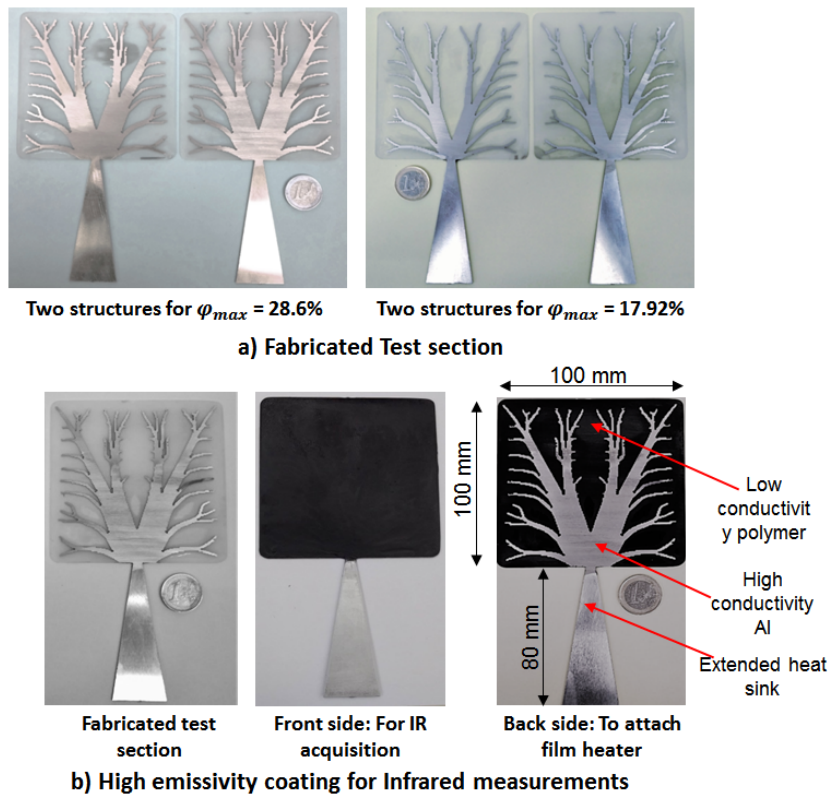 Two structures for φmax = 28.6%
Two structures for φmax = 17.92%
a) Fabricated Test section
100 mm
100 mm
Low
conductivit
y polymer
High
conductivity
Al
80 mm
Extended heat
sink
Fabricated test
section
Front side: For IR
acquisition
Back side: To attach
film heater
b) High emissivity coating for Infrared measurements